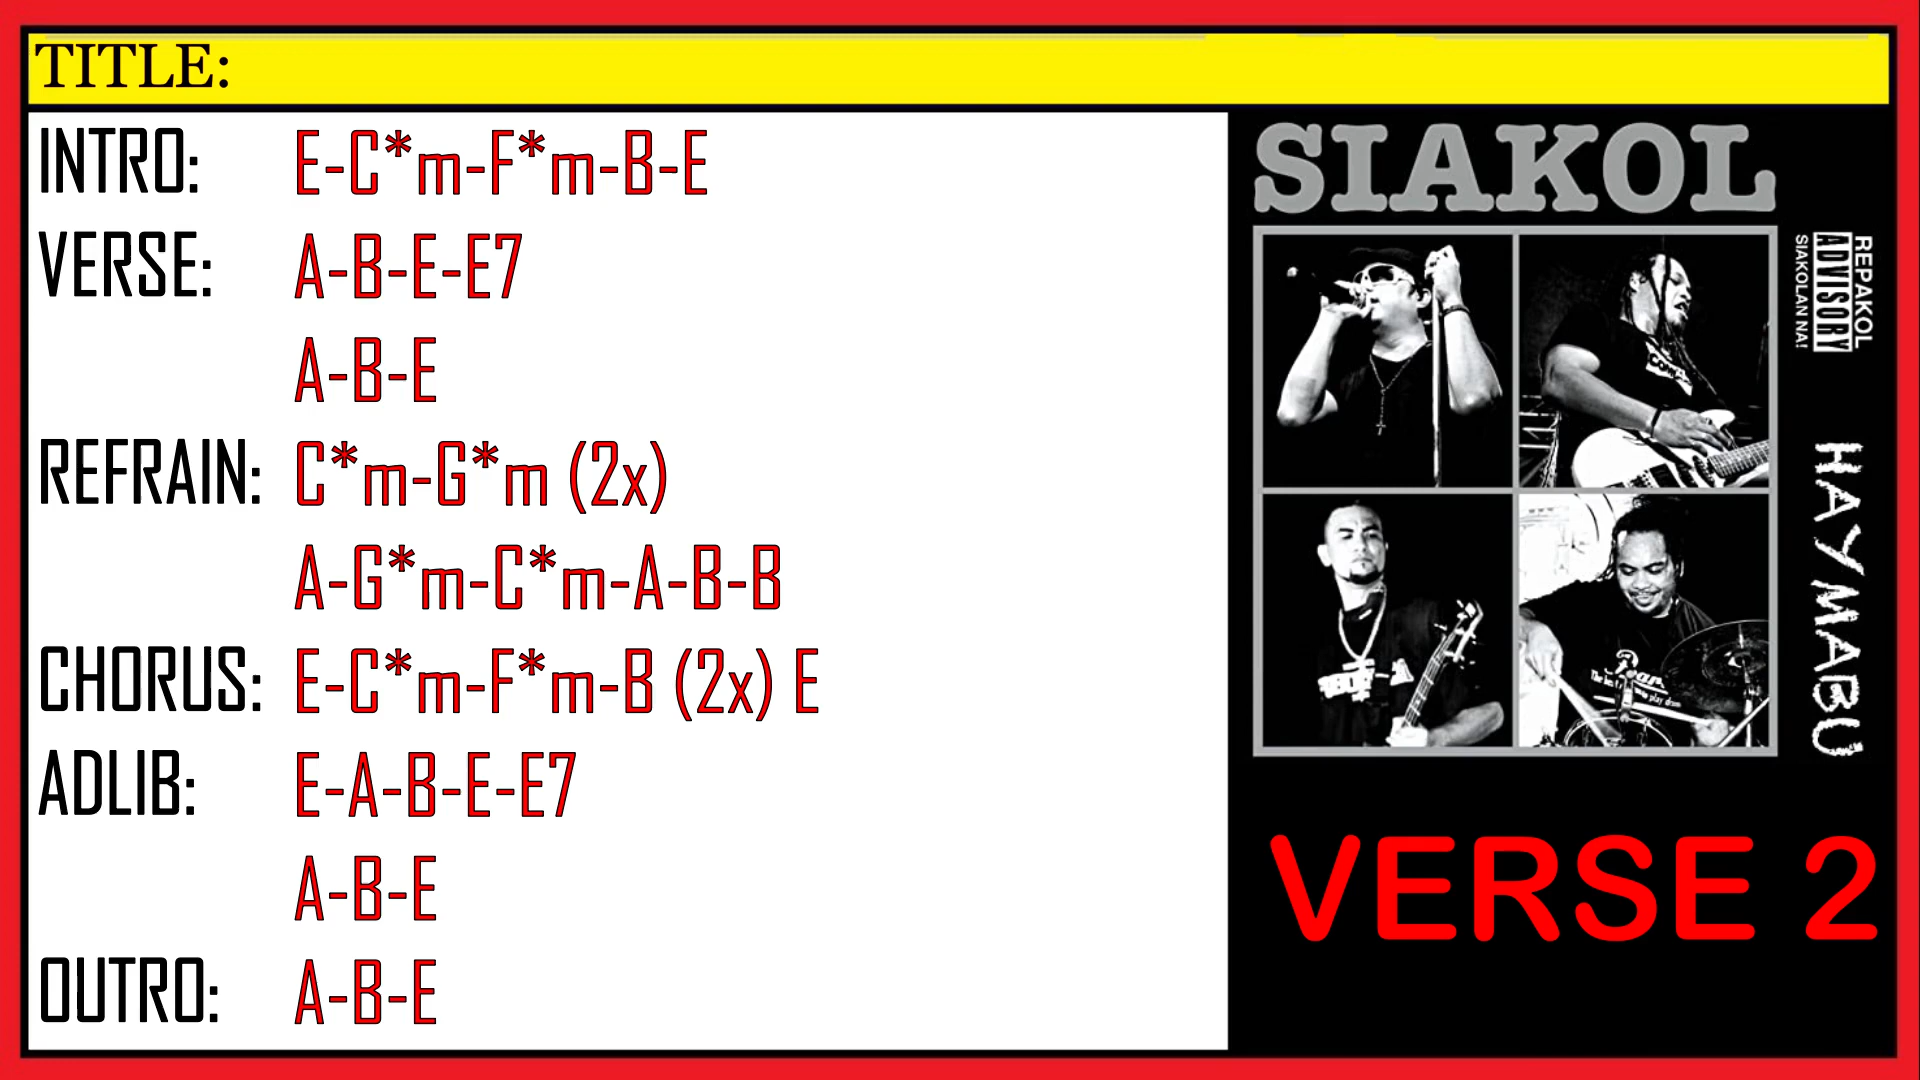 TITLE:
INTRO: E-C*m-F*m-B-E
VERSE: A-B-E-E7
A-B-E
REFRAIN: C*m-G*m (2x)
A-G*m-C*m-A-B-B
CHORUS: E-C*m-F*m-B (2x) E
ADLIB: E-A-B-E-E7
A-B-E
OUTRO: A-B-E
SIAKOL
REPAKOL
ADVISORY
SIAKOLAN NA!
HAYMABU
VERSE 2